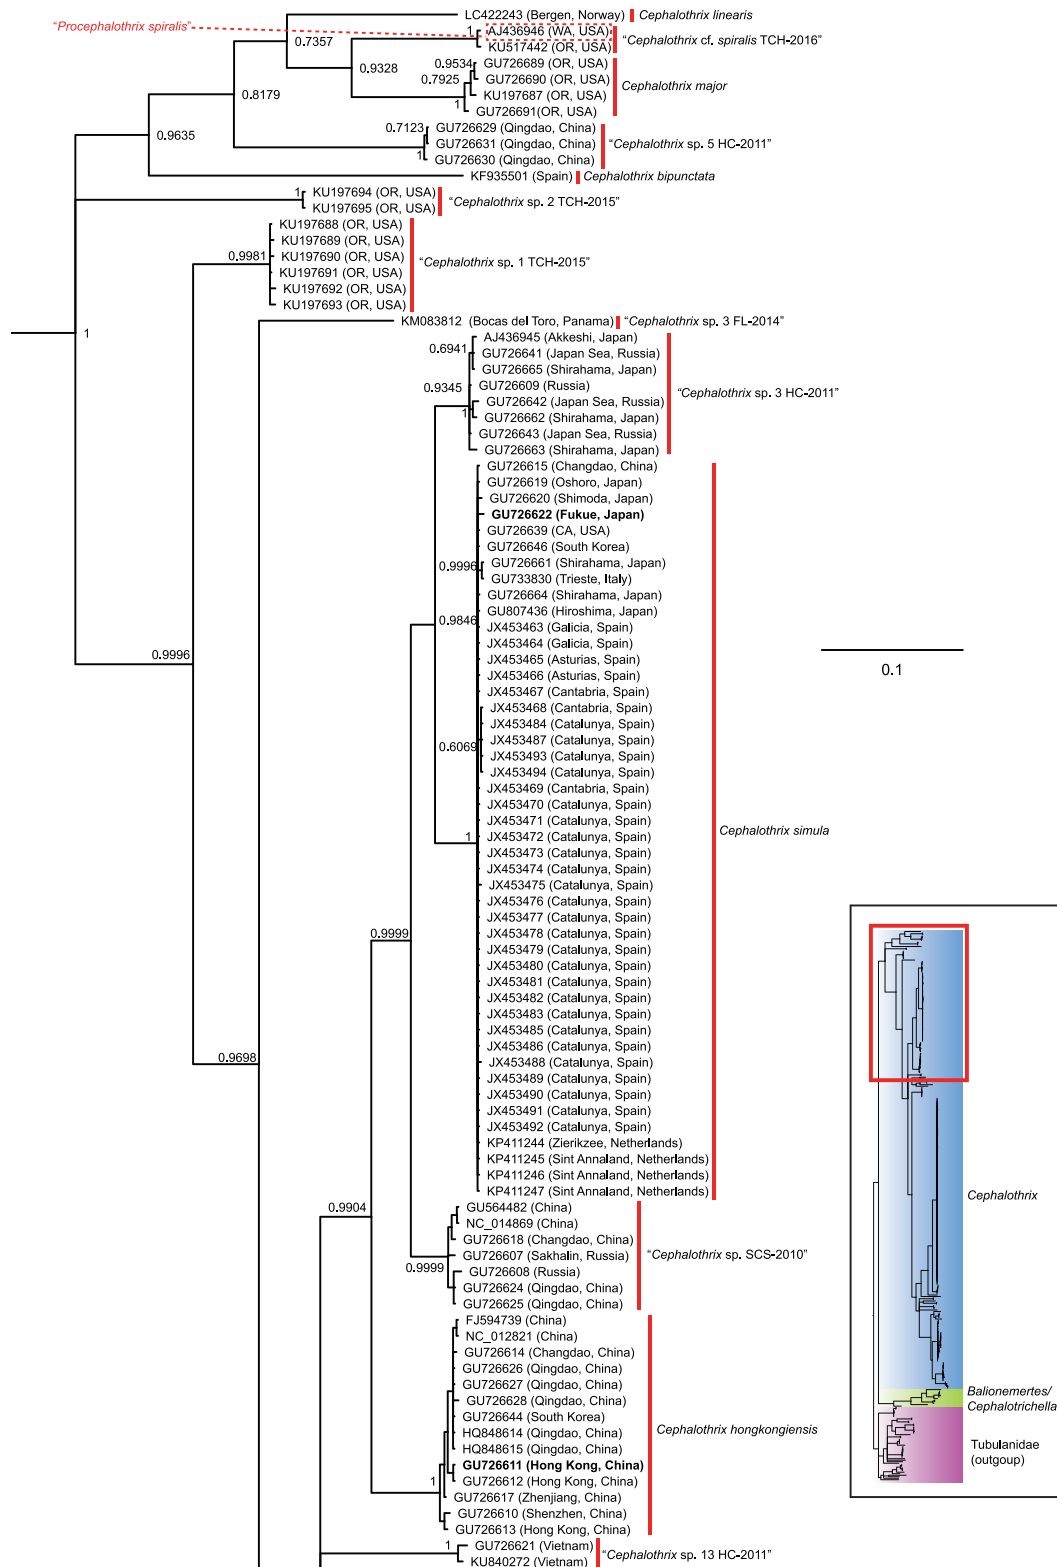 LC422243 (Bergen, Norway)
Cephalothrix linearis
"Procephalothrix spiralis"
AJ436946 (WA, USA)
KU517442 (OR, USA)
"Cephalothrix cf. spiralis TCH-2016"
1
0.7357
GU726689 (OR, USA)
GU726690 (OR, USA)
KU197687 (OR, USA)
GU726691(OR, USA)
Cephalothrix major
0.9534
0.7925
0.9328
1
0.8179
GU726629 (Qingdao, China)
GU726631 (Qingdao, China)
GU726630 (Qingdao, China)
"Cephalothrix sp. 5 HC-2011"
0.7123
1
0.9635
KF935501 (Spain)
Cephalothrix bipunctata
KU197694 (OR, USA)
KU197695 (OR, USA)
"Cephalothrix sp. 2 TCH-2015"
1
KU197688 (OR, USA)
KU197689 (OR, USA)
KU197690 (OR, USA)
KU197691 (OR, USA)
KU197692 (OR, USA)
KU197693 (OR, USA)
"Cephalothrix sp. 1 TCH-2015"
0.9981
1
KM083812 (Bocas del Toro, Panama)
"Cephalothrix sp. 3 FL-2014"
AJ436945 (Akkeshi, Japan)
GU726641 (Japan Sea, Russia)
GU726665 (Shirahama, Japan)
GU726609 (Russia)
GU726642 (Japan Sea, Russia)
GU726662 (Shirahama, Japan)
GU726643 (Japan Sea, Russia)
GU726663 (Shirahama, Japan)
"Cephalothrix sp. 3 HC-2011"
0.6941
0.9345
1
GU726615 (Changdao, China)
GU726619 (Oshoro, Japan)
GU726620 (Shimoda, Japan)
GU726622 (Fukue, Japan)
GU726639 (CA, USA)
GU726646 (South Korea)
GU726661 (Shirahama, Japan)
GU733830 (Trieste, Italy)
GU726664 (Shirahama, Japan)
GU807436 (Hiroshima, Japan)
JX453463 (Galicia, Spain)
JX453464 (Galicia, Spain)
JX453465 (Asturias, Spain)
JX453466 (Asturias, Spain)
JX453467 (Cantabria, Spain)
JX453468 (Cantabria, Spain)
JX453484 (Catalunya, Spain)
JX453487 (Catalunya, Spain)
JX453493 (Catalunya, Spain)
JX453494 (Catalunya, Spain)
JX453469 (Cantabria, Spain)
JX453470 (Catalunya, Spain)
JX453471 (Catalunya, Spain)
JX453472 (Catalunya, Spain)
JX453473 (Catalunya, Spain)
JX453474 (Catalunya, Spain)
JX453475 (Catalunya, Spain)
JX453476 (Catalunya, Spain)
JX453477 (Catalunya, Spain)
JX453478 (Catalunya, Spain)
JX453479 (Catalunya, Spain)
JX453480 (Catalunya, Spain)
JX453481 (Catalunya, Spain)
JX453482 (Catalunya, Spain)
JX453483 (Catalunya, Spain)
JX453485 (Catalunya, Spain)
JX453486 (Catalunya, Spain)
JX453488 (Catalunya, Spain)
JX453489 (Catalunya, Spain)
JX453490 (Catalunya, Spain)
JX453491 (Catalunya, Spain)
JX453492 (Catalunya, Spain)
KP411244 (Zierikzee, Netherlands)
KP411245 (Sint Annaland, Netherlands)
KP411246 (Sint Annaland, Netherlands)
KP411247 (Sint Annaland, Netherlands)
Cephalothrix simula
0.9996
0.9846
0.6069
1
0.9996
0.9999
0.9698
GU564482 (China)
NC_014869 (China)
GU726618 (Changdao, China)
GU726607 (Sakhalin, Russia)
GU726608 (Russia)
GU726624 (Qingdao, China)
GU726625 (Qingdao, China)
"Cephalothrix sp. SCS-2010"
0.9904
0.9999
FJ594739 (China)
NC_012821 (China)
GU726614 (Changdao, China)
GU726626 (Qingdao, China)
GU726627 (Qingdao, China)
GU726628 (Qingdao, China)
GU726644 (South Korea)
HQ848614 (Qingdao, China)
HQ848615 (Qingdao, China)
GU726611 (Hong Kong, China)
GU726612 (Hong Kong, China)
GU726617 (Zhenjiang, China)
GU726610 (Shenzhen, China)
GU726613 (Hong Kong, China)
Cephalothrix hongkongiensis
1
GU726621 (Vietnam)
KU840272 (Vietnam)
"Cephalothrix sp. 13 HC-2011"
1
0.1
Cephalothrix
Balionemertes/
Cephalotrichella
Tubulanidae
(outgoup)